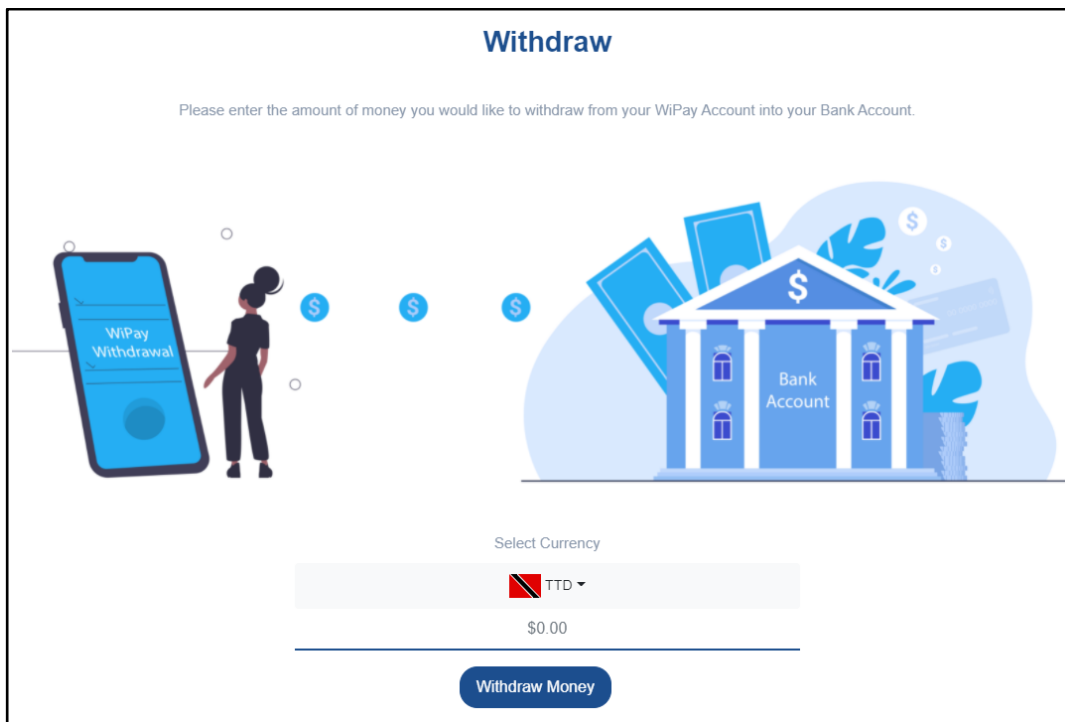 Withdraw
Please enter the amount of money you would like to withdraw from your WiPay Account into your Bank Account.
WiPay
Withdrawal
$ $ $
$
$
$
$
Bank
Account
Select Currency
TTD
$0.00
Withdraw Money